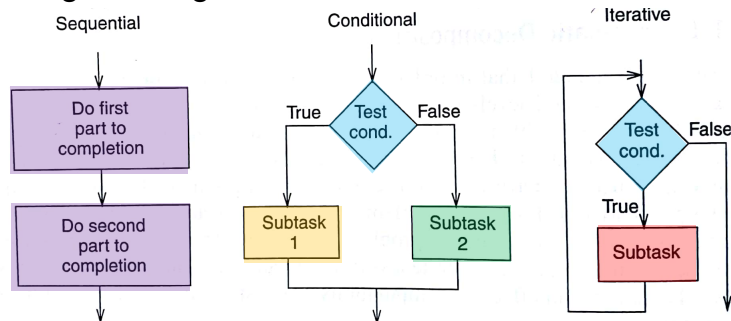 Sequential
Do first
part to
completion
Do second
part to
completion
Conditional
True
Test
cond.
False
Subtask
1
Subtask
2
Iterative
Test
cond.
False
True
Subtask